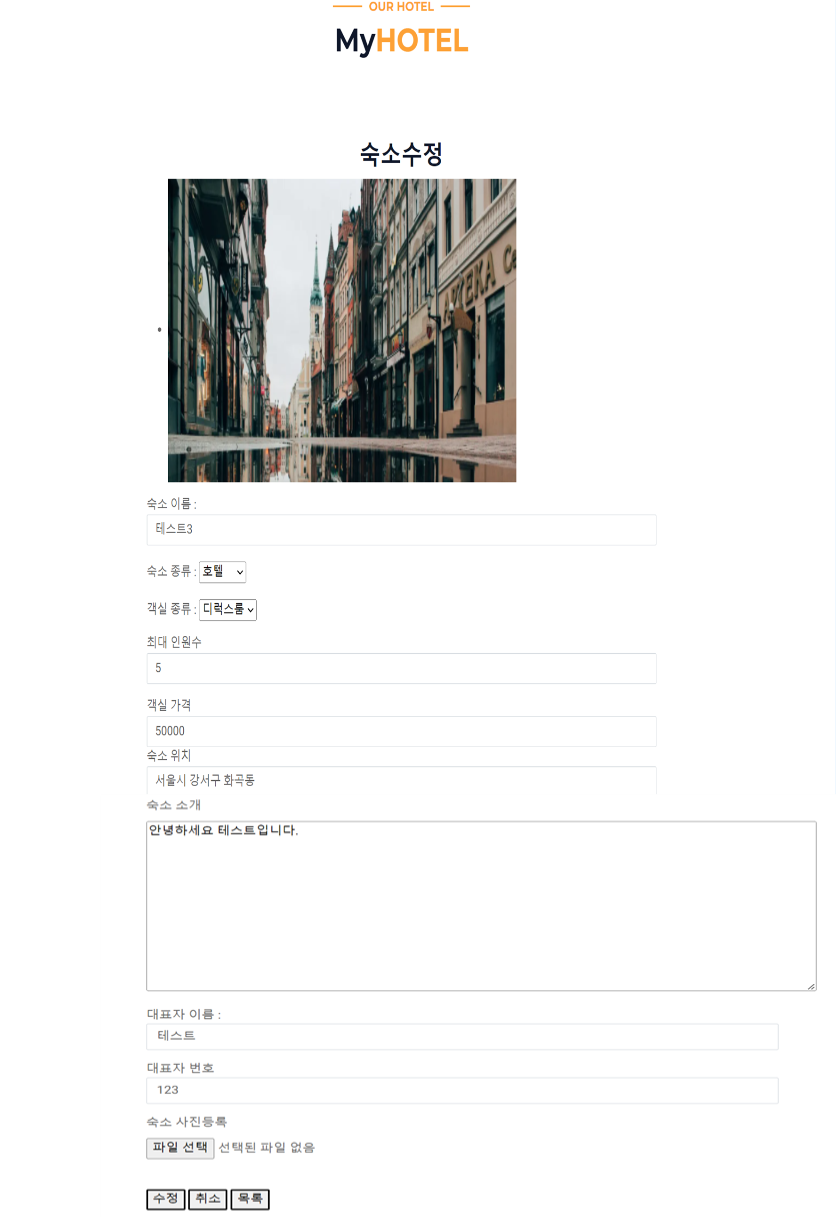 OUR HOTEL
MyHOTEL
숙소수정
APTEKA Ca
숙소 이름 :
테스트3
숙소 종류 : 호텔
객실 종류 : 디럭스룸
최대 인원수
5
객실 가격
50000
숙소 위치
서울시 강서구 화곡동
숙소 소개
안녕하세요 테스트입니다.
대표자 이름 :
테스트
대표자 번호
123
숙소 사진등록
파일 선택 선택된 파일 없음
수정 취소 목록